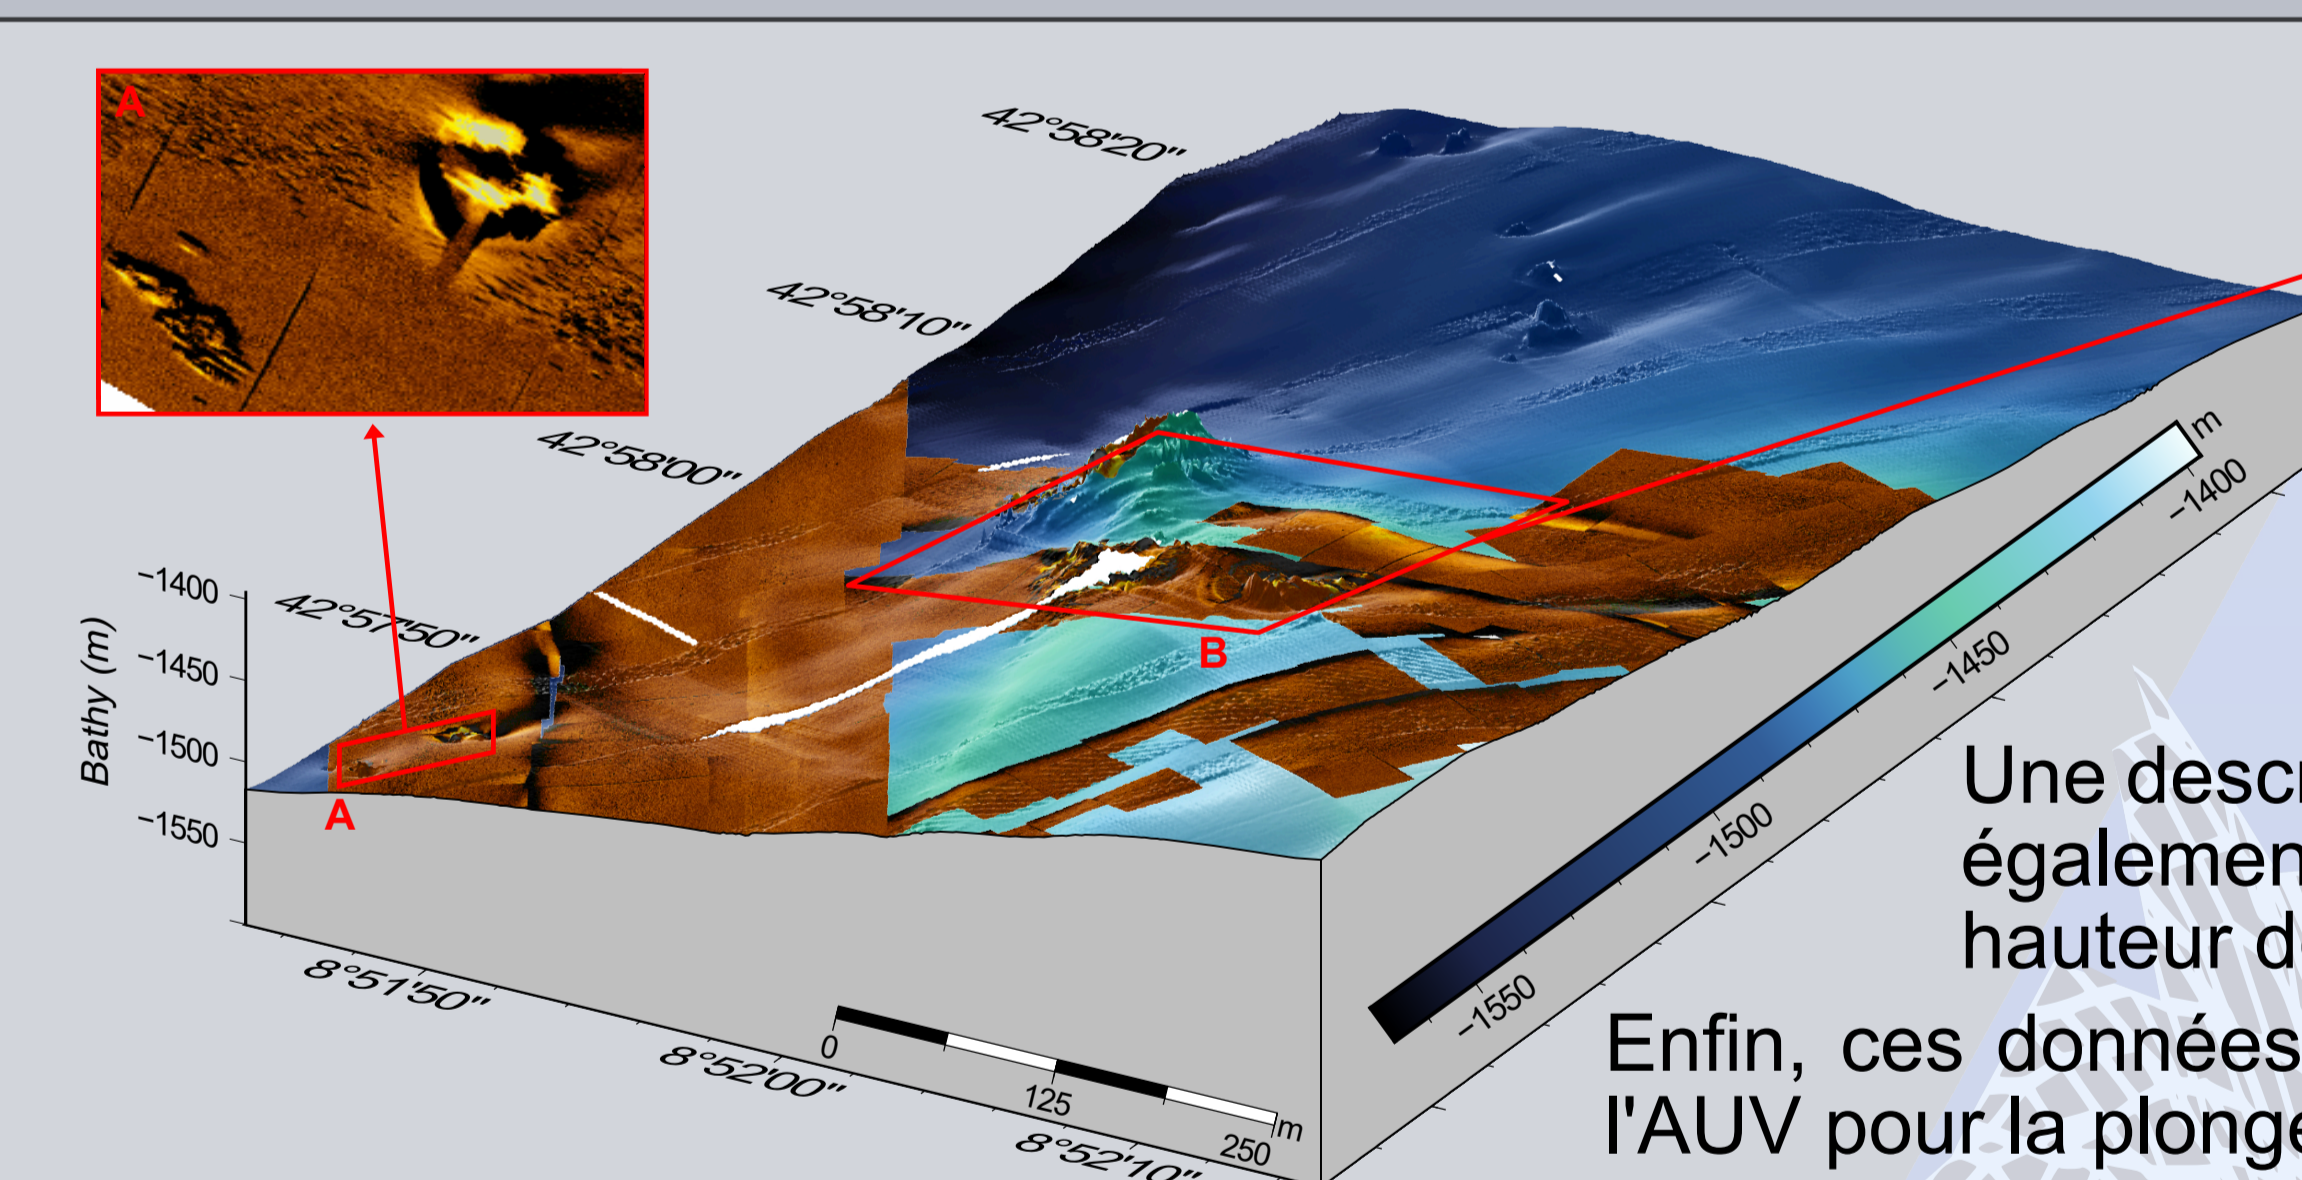 A
42°58'20"
42°58'10"
42°58'00"
42°57'50"
Bathy (m)
−1400
−1450
−1500
−1550
A
B
8°51'50"
8°52'00"
8°52'10"
0
125
250
m
m
−1400
−1450
−1500
−1550
Une descr
égalemen
hauteur d
Enfin, ces données
l'AUV pour la plongé